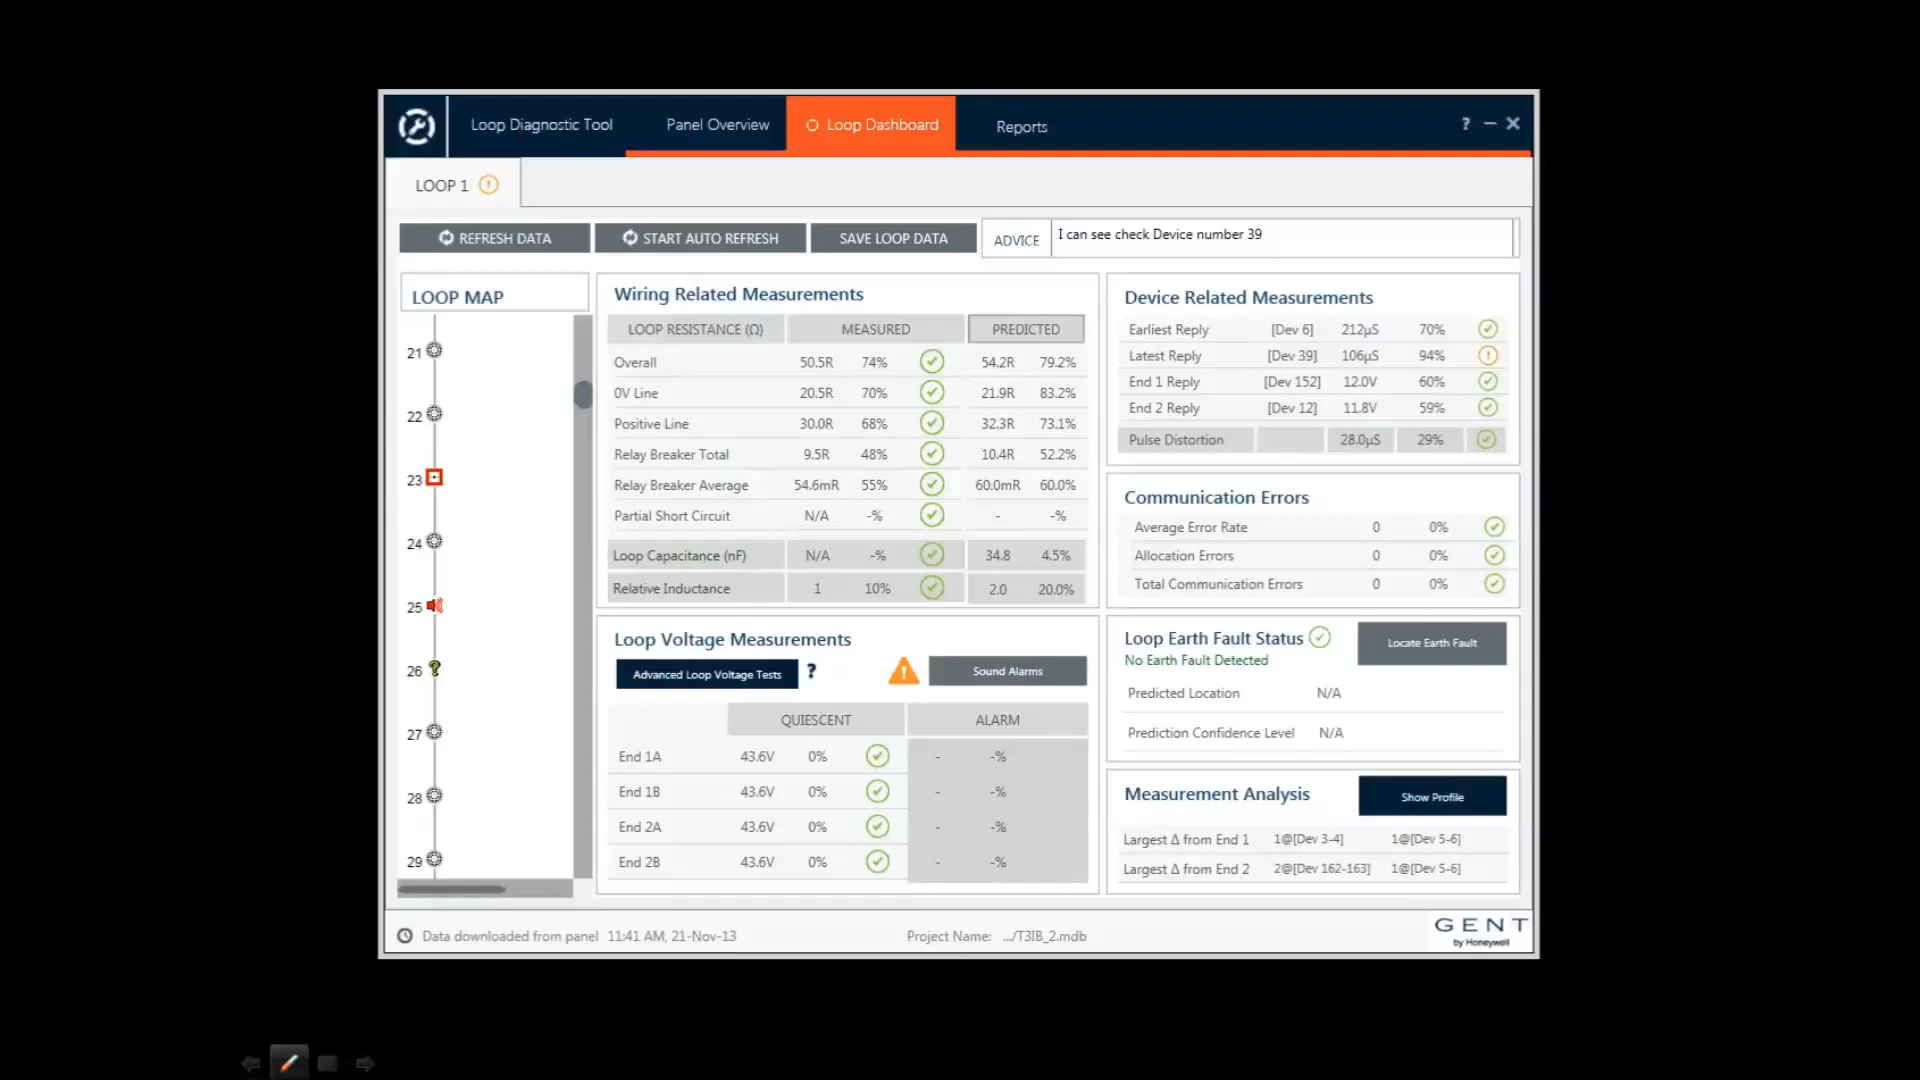 Loop Diagnostic Tool Panel Overview Loop Dashboard Reports ? – ×
LOOP 1
REFRESH DATA START AUTO REFRESH SAVE LOOP DATA ADVICE I can see check Device number 39
LOOP MAP
21
22
23
24
25
26 ?
27
28
29
Wiring Related Measurements
LOOP RESISTANCE (Ω) MEASURED PREDICTED
Overall 50.5R 74% 54.2R 79.2%
0V Line 20.5R 70% 21.9R 83.2%
Positive Line 30.0R 68% 32.3R 73.1%
Relay Breaker Total 9.5R 48% 10.4R 52.2%
Relay Breaker Average 54.6mR 55% 60.0mR 60.0%
Partial Short Circuit N/A -% - -%
Loop Capacitance (nF) N/A -% 34.8 4.5%
Relative Inductance 1 10% 2.0 20.0%
Loop Voltage Measurements
Advanced Loop Voltage Tests ? Sound Alarms
QUIESCENT ALARM
End 1A 43.6V 0% - -%
End 1B 43.6V 0% - -%
End 2A 43.6V 0% - -%
End 2B 43.6V 0% - -%
Device Related Measurements
Earliest Reply [Dev 6] 212µS 70%
Latest Reply [Dev 39] 106µS 94%
End 1 Reply [Dev 152] 12.0V 60%
End 2 Reply [Dev 12] 11.8V 59%
Pulse Distortion 28.0µS 29%
Communication Errors
Average Error Rate 0 0%
Allocation Errors 0 0%
Total Communication Errors 0 0%
Loop Earth Fault Status Locate Earth Fault
No Earth Fault Detected
Predicted Location N/A
Prediction Confidence Level N/A
Measurement Analysis Show Profile
Largest Δ from End 1 1@[Dev 3-4] 1@[Dev 5-6]
Largest Δ from End 2 2@[Dev 162-163] 1@[Dev 5-6]
Data downloaded from panel 11:41 AM, 21-Nov-13 Project Name: .../T3IB_2.mdb
GENT
by Honeywell